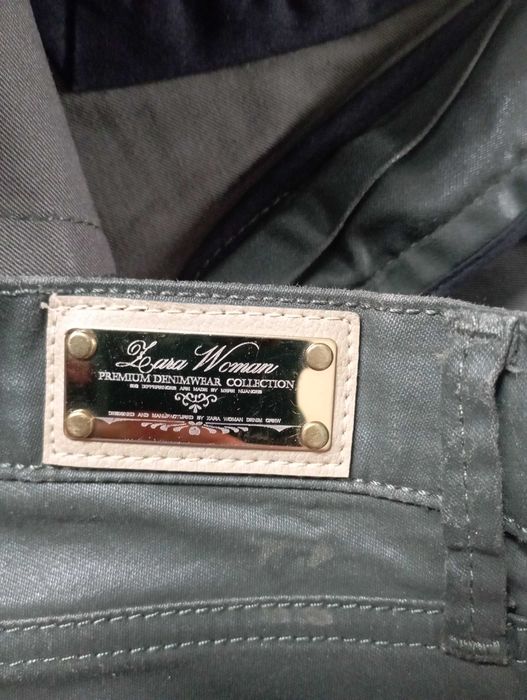 Zara Woman
PREMIUM DENIMWEAR COLLECTION
BIG DIFFERENCES ARE MADE BY MERE NUANCES
DESIGNED AND MANUFACTURED BY ZARA WOMAN DENIM CREW